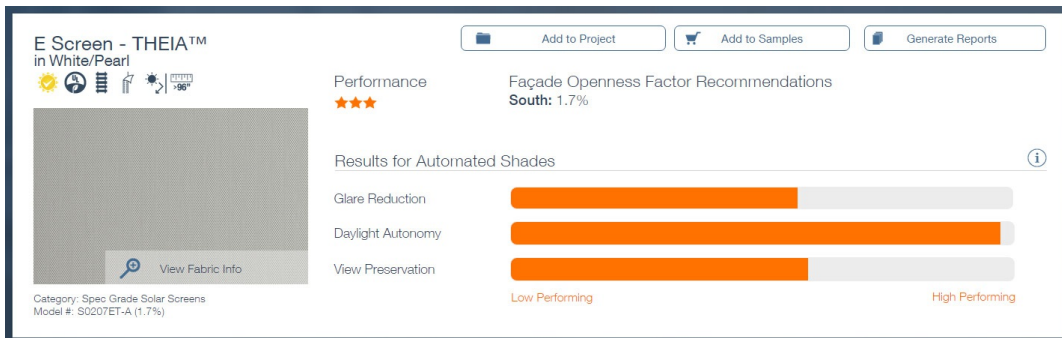 E Screen - THEIA™
in White/Pearl
>96"
Add to Project
Add to Samples
Generate Reports
Performance
Façade Openness Factor Recommendations
South: 1.7%
Results for Automated Shades
i
Glare Reduction
Daylight Autonomy
View Preservation
Low Performing
High Performing
View Fabric Info
Category: Spec Grade Solar Screens
Model #: S0207ET-A (1.7%)